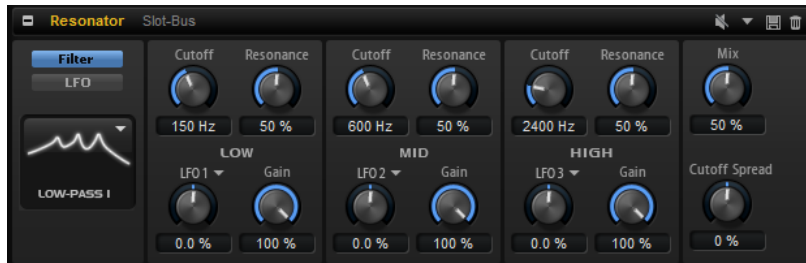 Resonator Slot-Bus
Filter
LFO
LOW-PASS I
Cutoff Resonance
150 Hz 50 %
LOW
LFO 1 Gain
0.0 % 100 %
Cutoff Resonance
600 Hz 50 %
MID
LFO 2 Gain
0.0 % 100 %
Cutoff Resonance
2400 Hz 50 %
HIGH
LFO 3 Gain
0.0 % 100 %
Mix
50 %
Cutoff Spread
0 %